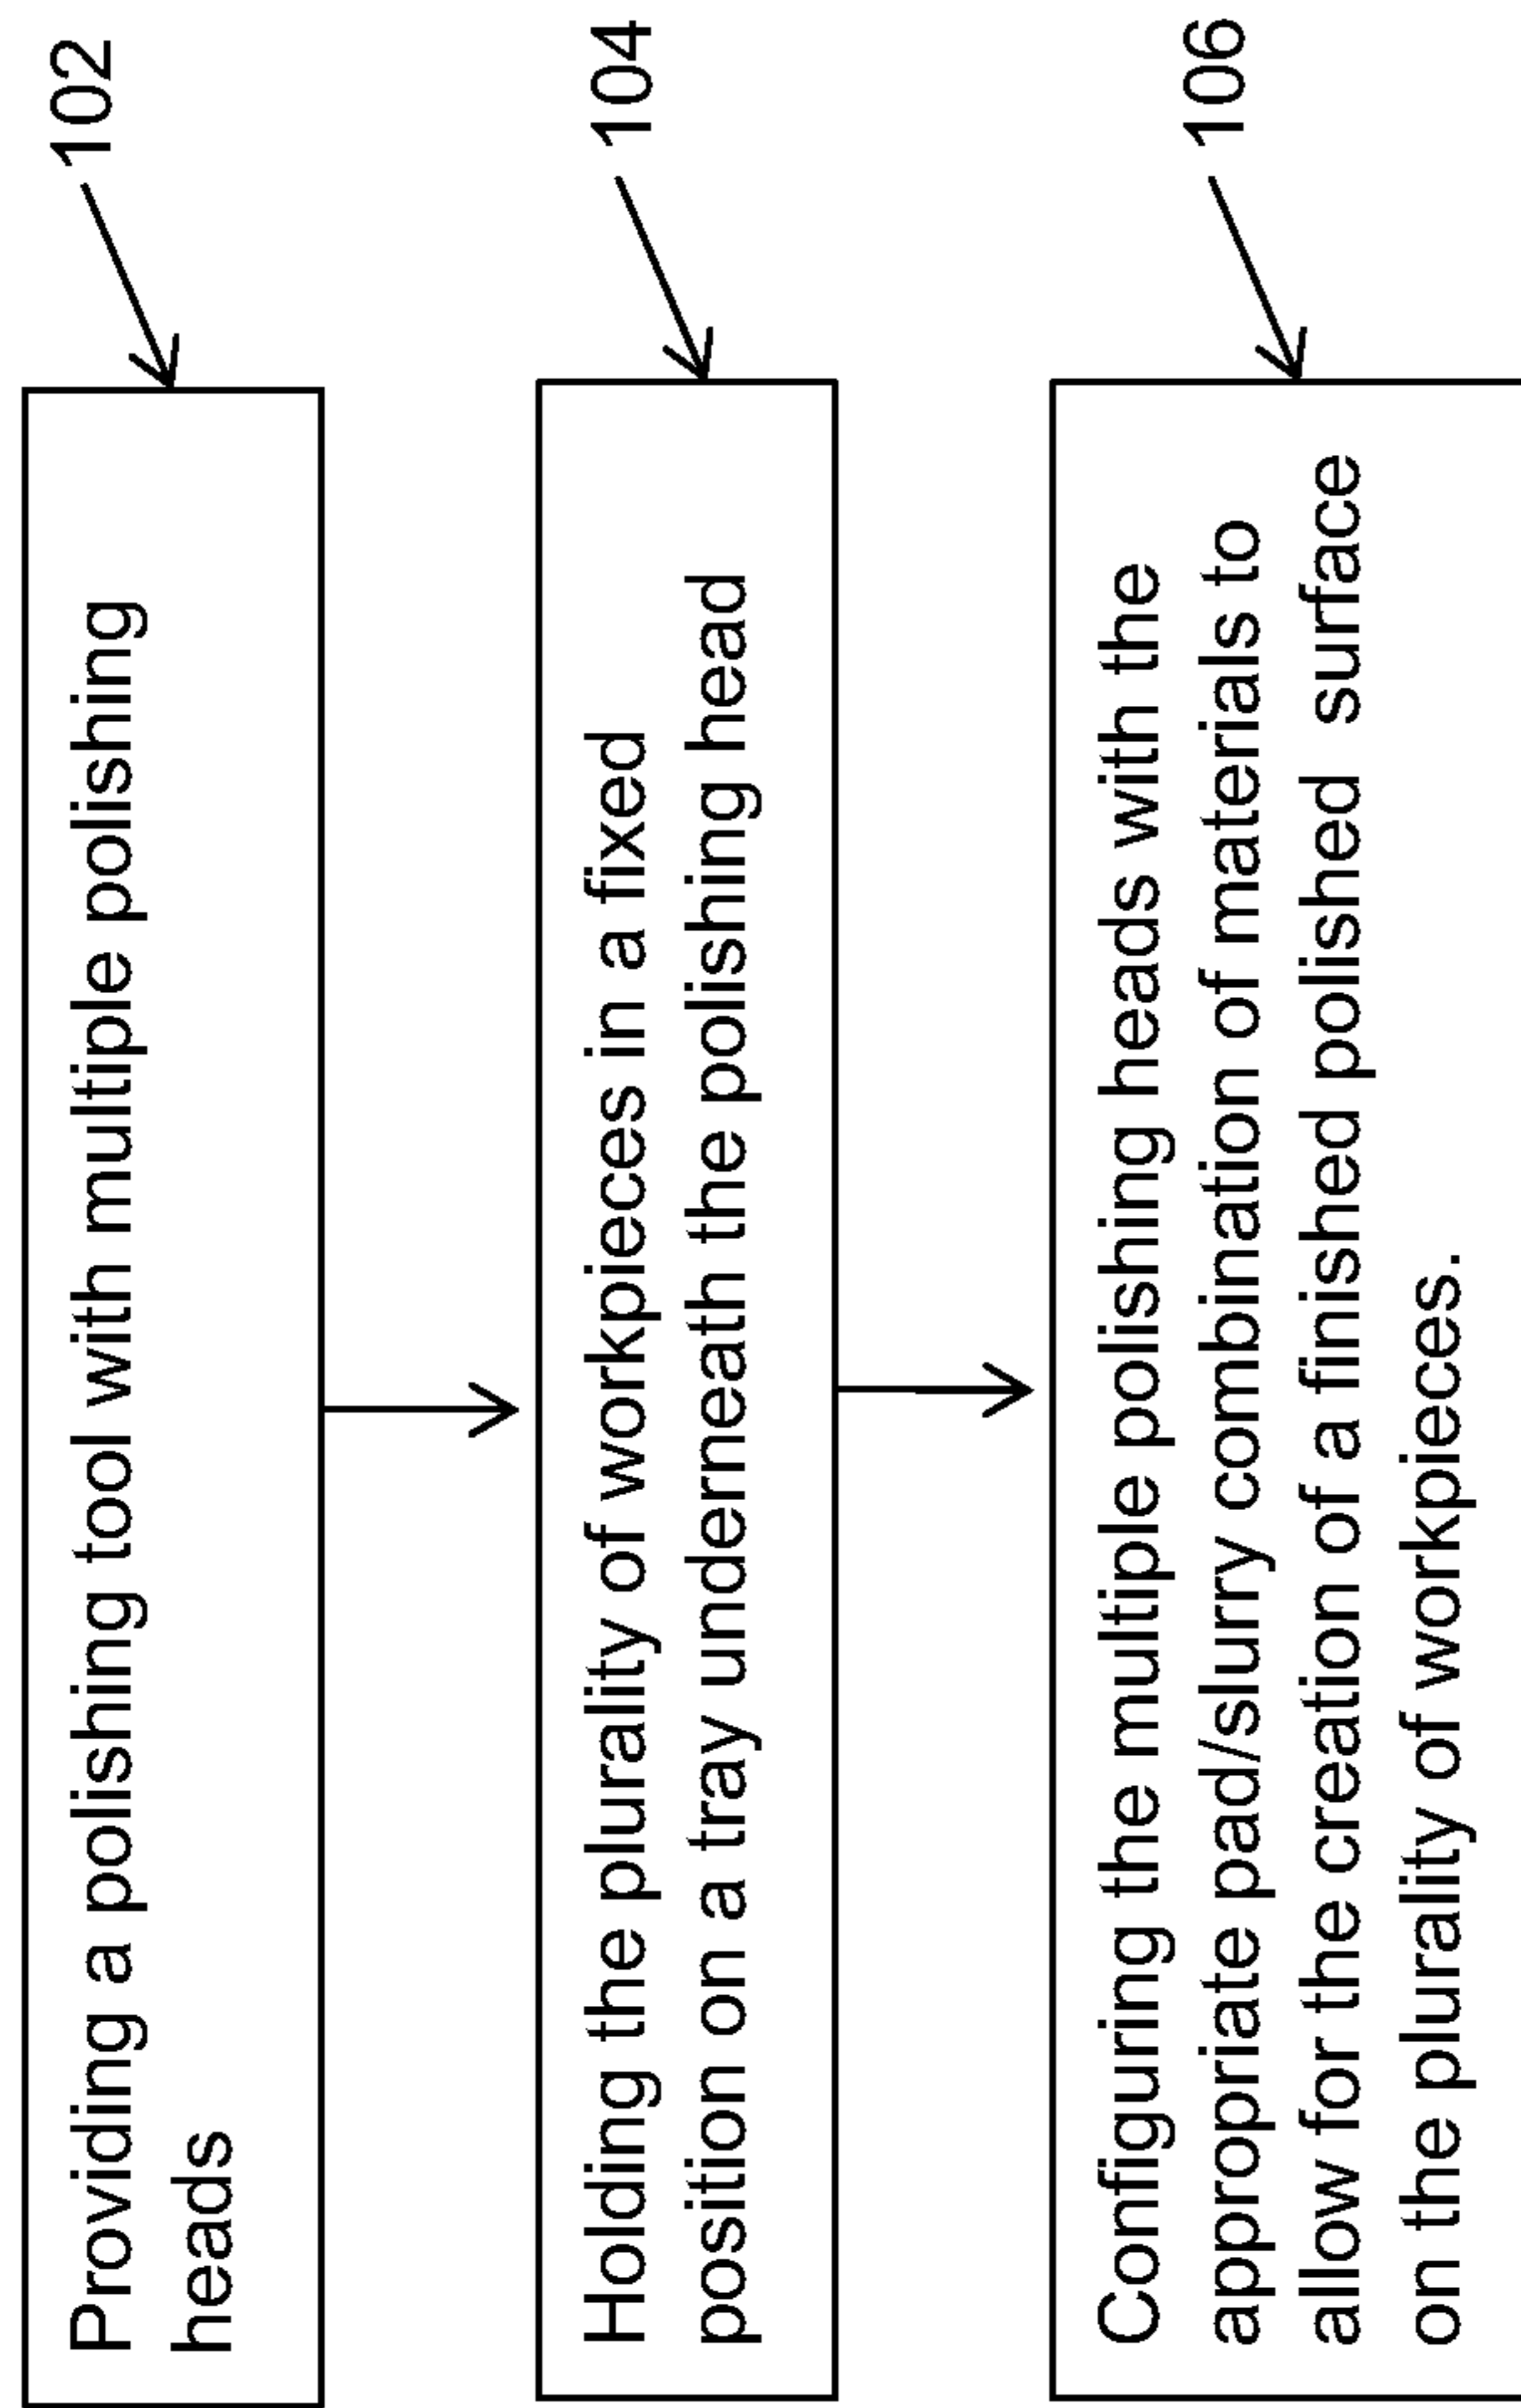 Providing a polishing tool with multiple polishing
heads
102
Holding the plurality of workpieces in a fixed
position on a tray underneath the polishing head
104
Configuring the multiple polishing heads with the
appropriate pad/slurry combination of materials to
allow for the creation of a finished polished surface
on the plurality of workpieces.
106